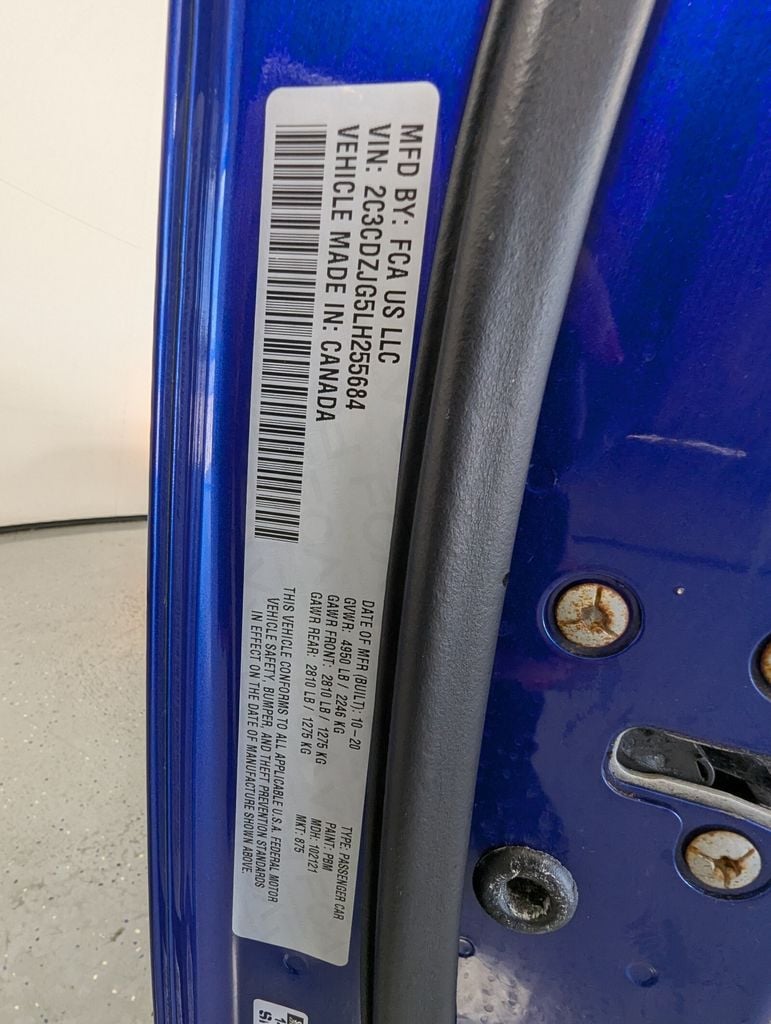 MFD BY: FCA US LLC
VIN: 2C3CDZJG5LH255684
VEHICLE MADE IN: CANADA
DATE OF MFR (BUILT): 10-20
GVWR: 4950 LB / 2246 KG
GAWR FRONT: 2810 LB / 1275 KG
GAWR REAR: 2810 LB / 1275 KG
THIS VEHICLE CONFORMS TO ALL APPLICABLE U.S.A. FEDERAL MOTOR
VEHICLE SAFETY, BUMPER, AND THEFT PREVENTION STANDARDS
IN EFFECT ON THE DATE OF MANUFACTURE SHOWN ABOVE.
TYPE: PASSENGER CAR
PAINT: PBM
MDH: 102121
MKT: 875